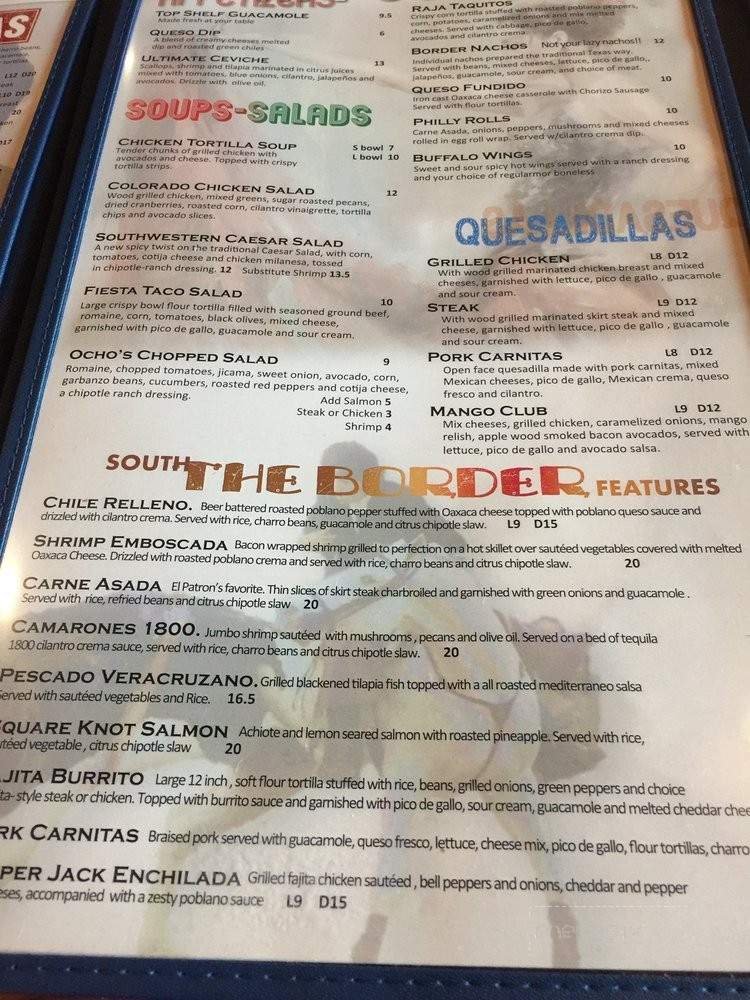 TOP SHELF GUACAMOLE 9.5
Made fresh at your table
QUESO DIP
A blend of creamy cheeses melted
dip and roasted green chiles
ULTIMATE CEVICHE 13
Scallops, shrimp and tilapia marinated in citrus juices
mixed with tomatoes, blue onions, cilantro, jalapeños and
avocados. Drizzle with olive oil.
SOUPS-SALADS
CHICKEN TORTILLA SOUP S bowl 7
Tender chunks of grilled chicken with L bowl 10
avocados and cheese. Topped with crispy
tortilla strips.
COLORADO CHICKEN SALAD 12
Wood grilled chicken, mixed greens, sugar roasted pecans,
dried cranberries, roasted corn, cilantro vinaigrette, tortilla
chips and avocado slices.
SOUTHWESTERN CAESAR SALAD
A new spicy twist on the traditional Caesar Salad, with corn,
tomatoes, cotija cheese and chicken milanesa, tossed
in chipotle-ranch dressing. 12 Substitute Shrimp 13.5
FIESTA TACO SALAD 10
Large crispy bowl flour tortilla filled with seasoned ground beef,
romaine, corn, tomatoes, black olives, mixed cheese,
garnished with pico de gallo, guacamole and sour cream.
OCHO'S CHOPPED SALAD 9
Romaine, chopped tomatoes, jicama, sweet onion, avocado, corn,
garbanzo beans, cucumbers, roasted red peppers and cotija cheese,
a chipotle ranch dressing.
Add Salmon 5
Steak or Chicken 3
Shrimp 4
RAJA TAQUITOS
Crispy corn tortilla stuffed with roasted poblano peppers,
corn, potatoes, caramelized onions and mix melted
cheeses. Served with cabbage, pico de gallo,
avocados and cilantro crema.
BORDER NACHOS Not your lazy nachos!! 12
Individual nachos prepared the traditional Texas way.
Served with beans, mixed cheeses, lettuce, pico de gallo,,
jalapeños, guacamole, sour cream, and choice of meat.
QUESO FUNDIDO 10
Iron cast Oaxaca cheese casserole with Chorizo Sausage
Served with flour tortillas.
PHILLY ROLLS 10
Carne Asada, onions, peppers, mushrooms and mixed cheeses
rolled in egg roll wrap. Served w/cilantro crema dip.
BUFFALO WINGS 10
Sweet and sour spicy hot wings served with a ranch dressing
and your choice of regularmor boneless
QUESADILLAS
GRILLED CHICKEN L8 D12
With wood grilled marinated chicken breast and mixed
cheeses, garnished with lettuce, pico de gallo , guacamole
and sour cream.
STEAK L9 D12
With wood grilled marinated skirt steak and mixed
cheese, garnished with lettuce, pico de gallo , guacamole
and sour cream.
PORK CARNITAS L8 D12
Open face quesadilla made with pork carnitas, mixed
Mexican cheeses, pico de gallo, Mexican crema, queso
fresco and cilantro.
MANGO CLUB L9 D12
Mix cheeses, grilled chicken, caramelized onions, mango
relish, apple wood smoked bacon avocados, served with
lettuce, pico de gallo and avocado salsa.
SOUTH THE BORDER FEATURES
CHILE RELLENO. Beer battered roasted poblano pepper stuffed with Oaxaca cheese topped with poblano queso sauce and
drizzled with cilantro crema. Served with rice, charro beans, guacamole and citrus chipotle slaw. L9 D15
SHRIMP EMBOSCADA Bacon wrapped shrimp grilled to perfection on a hot skillet over sautéed vegetables covered with melted
Oaxaca Cheese. Drizzled with roasted poblano crema and served with rice, charro beans and citrus chipotle slaw. 20
CARNE ASADA El Patron's favorite. Thin slices of skirt steak charbroiled and garnished with green onions and guacamole .
Served with rice, refried beans and citrus chipotle slaw 20
CAMARONES 1800. Jumbo shrimp sautéed with mushrooms , pecans and olive oil. Served on a bed of tequila
1800 cilantro crema sauce, served with rice, charro beans and citrus chipotle slaw. 20
PESCADO VERACRUZANO. Grilled blackened tilapia fish topped with a all roasted mediterraneo salsa
Served with sautéed vegetables and Rice. 16.5
QUARE KNOT SALMON Achiote and lemon seared salmon with roasted pineapple. Served with rice,
utéed vegetable , citrus chipotle slaw 20
JITA BURRITO Large 12 inch , soft flour tortilla stuffed with rice, beans, grilled onions, green peppers and choice
ta- style steak or chicken. Topped with burrito sauce and garnished with pico de gallo, sour cream, guacamole and melted cheddar chee
RK CARNITAS Braised pork served with guacamole, queso fresco, lettuce, cheese mix, pico de gallo, flour tortillas, charro
PER JACK ENCHILADA Grilled fajita chicken sautéed , bell peppers and onions, cheddar and pepper
eses, accompanied with a zesty poblano sauce L9 D15